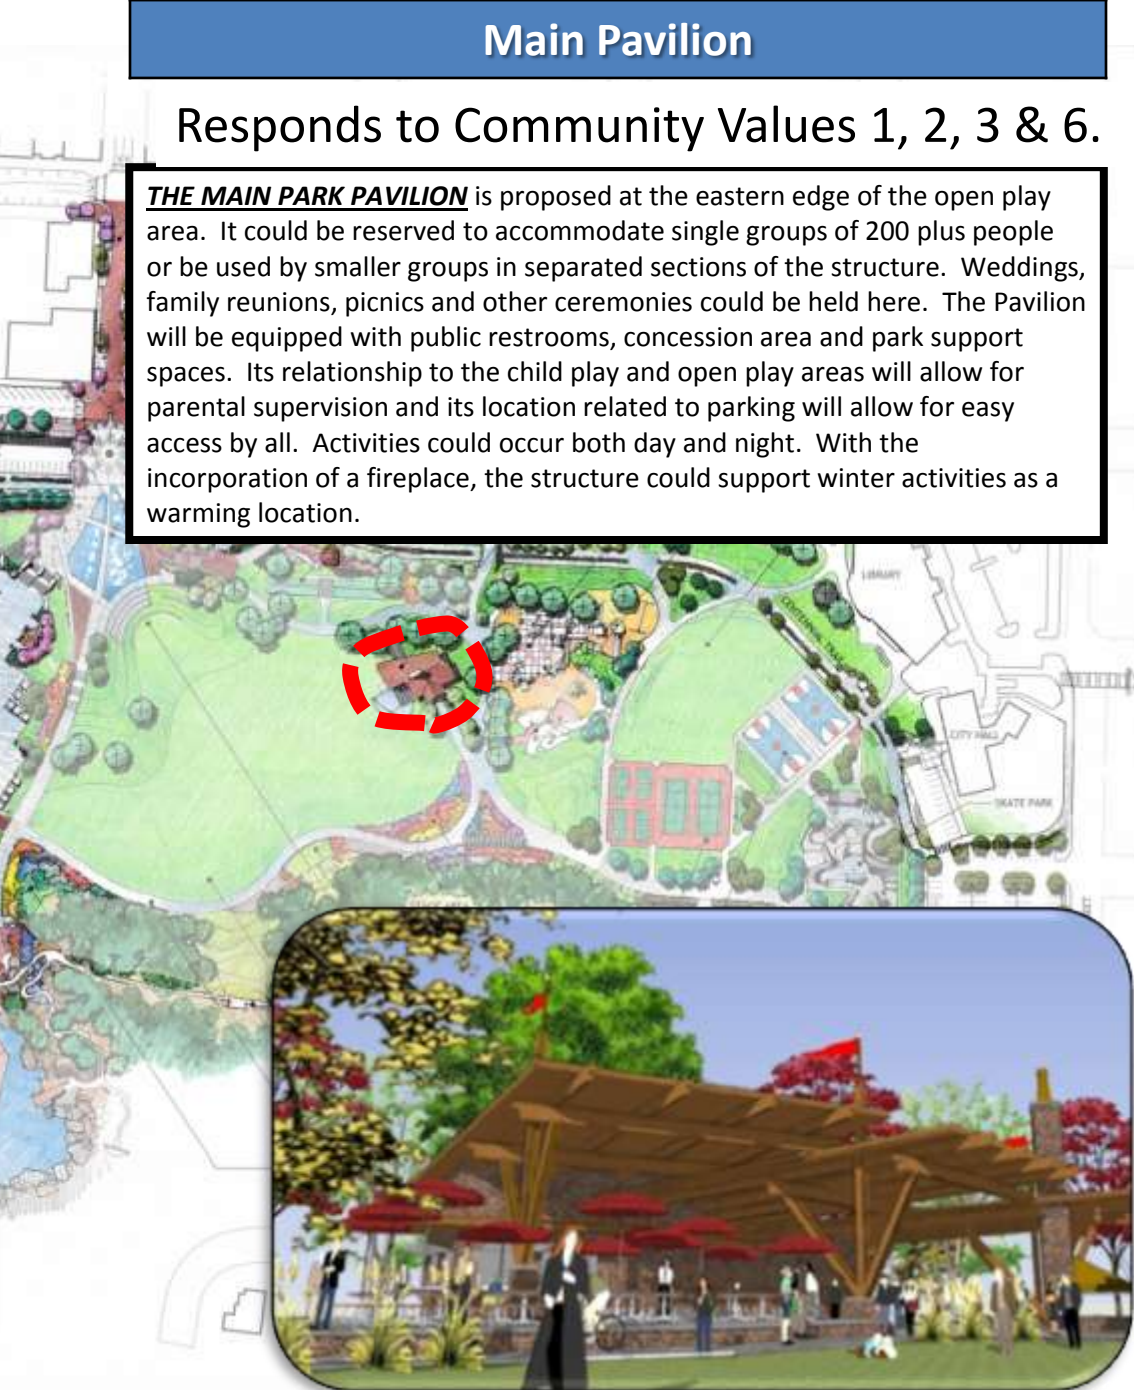 Main Pavilion
Responds to Community Values 1, 2, 3 & 6.
THE MAIN PARK PAVILION is proposed at the eastern edge of the open play
area.  It could be reserved to accommodate single groups of 200 plus people
or be used by smaller groups in separated sections of the structure.  Weddings,
family reunions, picnics and other ceremonies could be held here.  The Pavilion
will be equipped with public restrooms, concession area and park support
spaces.  Its relationship to the child play and open play areas will allow for
parental supervision and its location related to parking will allow for easy
access by all.  Activities could occur both day and night.  With the
incorporation of a fireplace, the structure could support winter activities as a
warming location.
LIBRARY
CENTENNIAL TRAIL
CITY HALL
SKATE PARK